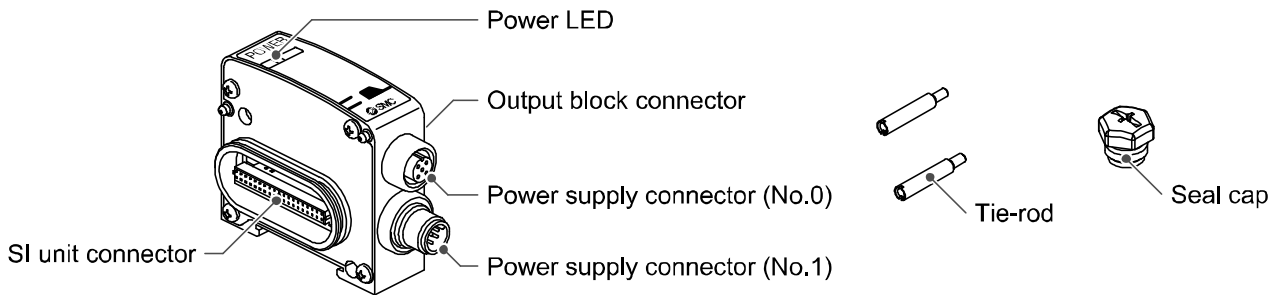 Power LED
POWER
SMC
Output block connector
Power supply connector (No.0)
Tie-rod
Seal cap
SI unit connector
Power supply connector (No.1)